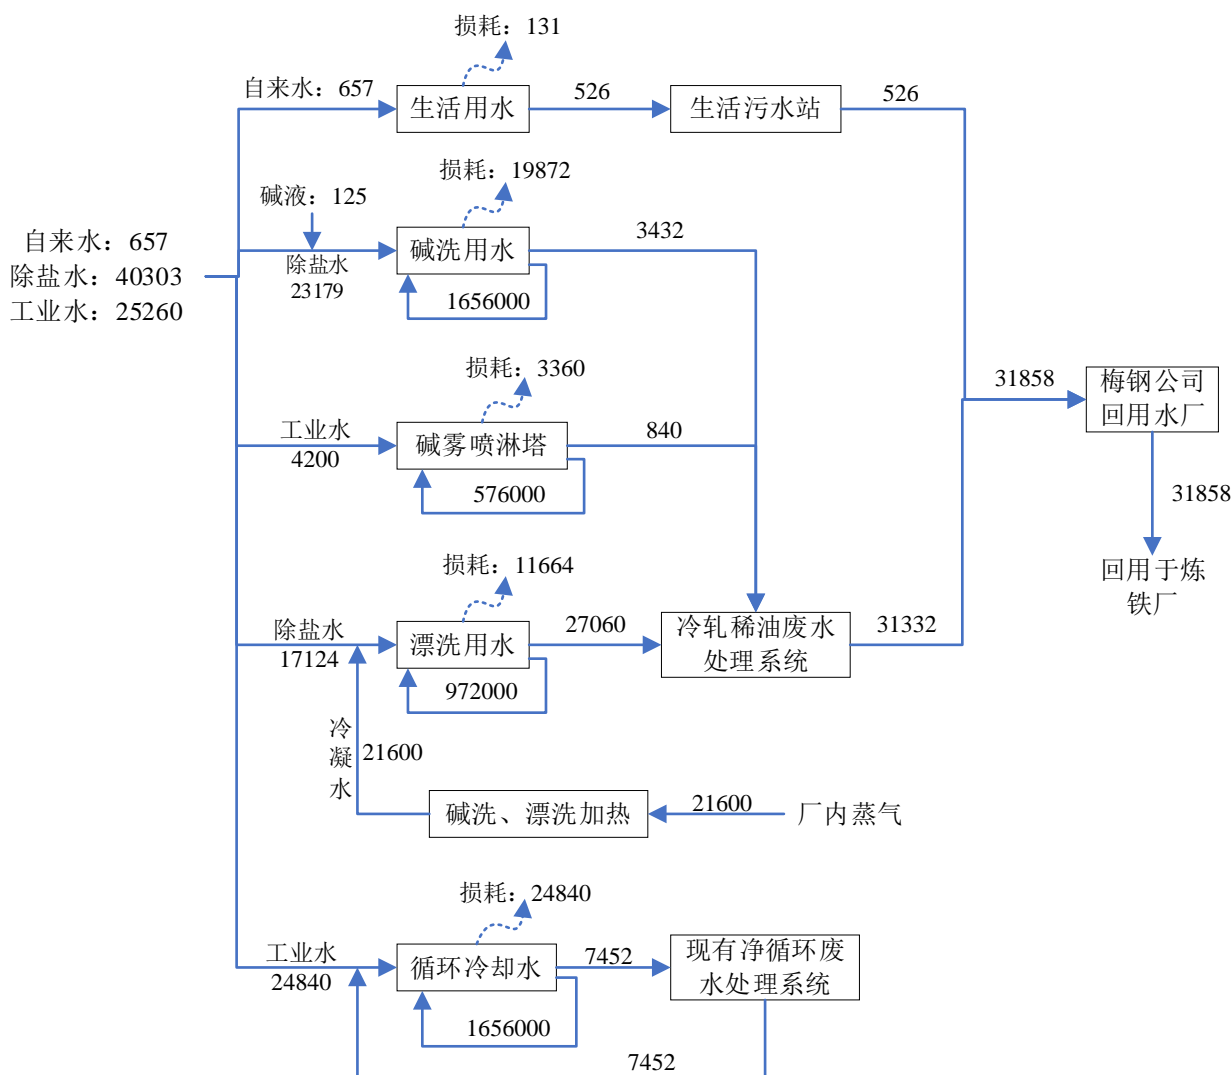 损耗：131
自来水：657
生活用水
526
生活污水站
526
损耗：19872
碱液：125
碱洗用水
3432
除盐水
23179
1656000
自来水：657
除盐水：40303
工业水：25260
损耗：3360
工业水
4200
碱雾喷淋塔
840
576000
31858
梅钢公司
回用水厂
31858
回用于炼
铁厂
损耗：11664
除盐水
17124
漂洗用水
27060
冷轧稀油废水
处理系统
31332
972000
冷凝水
21600
碱洗、漂洗加热
21600
厂内蒸气
损耗：24840
工业水
24840
循环冷却水
7452
现有净循环废
水处理系统
1656000
7452